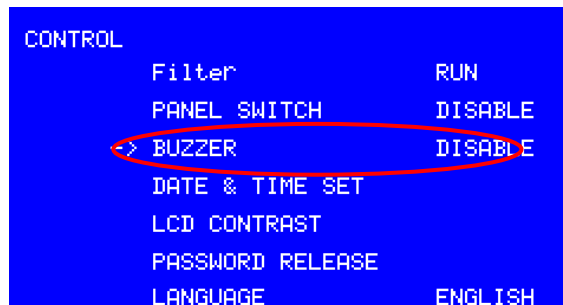 CONTROL
Filter RUN
PANEL SWITCH DISABLE
-> BUZZER DISABLE
DATE & TIME SET
LCD CONTRAST
PASSWORD RELEASE
LANGUAGE ENGLISH